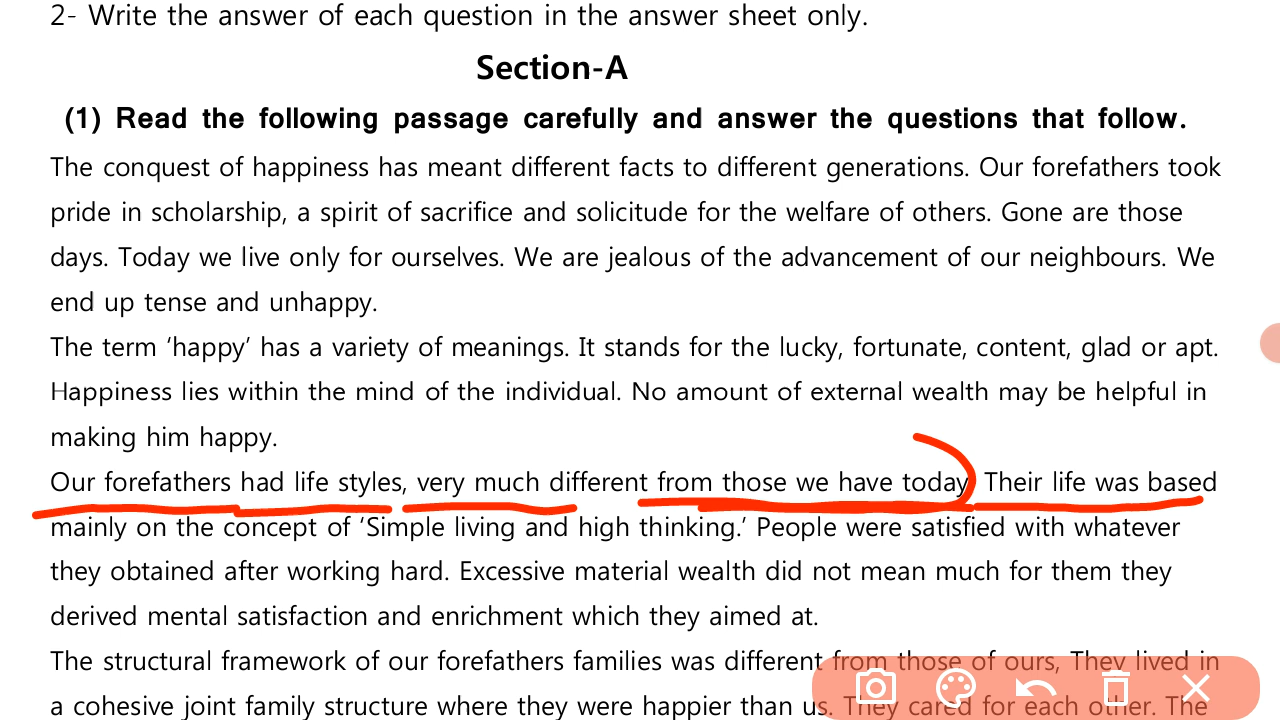 2- Write the answer of each question in the answer sheet only.
Section-A
(1) Read the following passage carefully and answer the questions that follow.
The conquest of happiness has meant different facts to different generations. Our forefathers took
pride in scholarship, a spirit of sacrifice and solicitude for the welfare of others. Gone are those
days. Today we live only for ourselves. We are jealous of the advancement of our neighbours. We
end up tense and unhappy.
The term ‘happy’ has a variety of meanings. It stands for the lucky, fortunate, content, glad or apt.
Happiness lies within the mind of the individual. No amount of external wealth may be helpful in
making him happy.
Our forefathers had life styles, very much different from those we have today. Their life was based
mainly on the concept of ‘Simple living and high thinking.’ People were satisfied with whatever
they obtained after working hard. Excessive material wealth did not mean much for them they
derived mental satisfaction and enrichment which they aimed at.
The structural framework of our forefathers families was different from those of ours, They lived in
a cohesive joint family structure where they were happier than us. They cared for each other. The